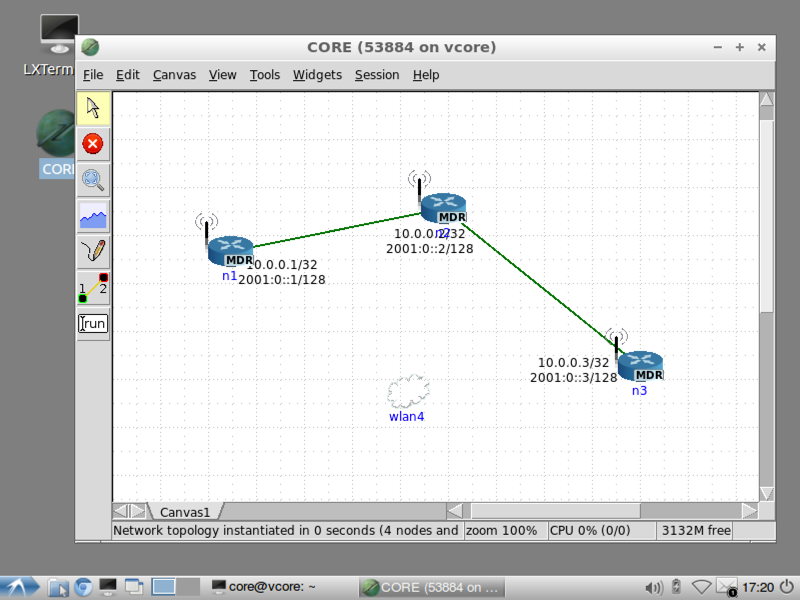 LXTerm
CORE (53884 on vcore)
File Edit Canvas View Tools Widgets Session Help
CORE
MDR
n2
10.0.0.2/32
2001:0::2/128
MDR
n1
10.0.0.1/32
2001:0::1/128
1 2
run
10.0.0.3/32
2001:0::3/128
MDR
n3
wlan4
Canvas1
Network topology instantiated in 0 seconds (4 nodes and
zoom 100%
CPU 0% (0/0)
3132M free
core@vcore: ~
CORE (53884 on ...
17:20